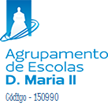 Agrupamento
de Escolas
D. Maria II
Código - 150990